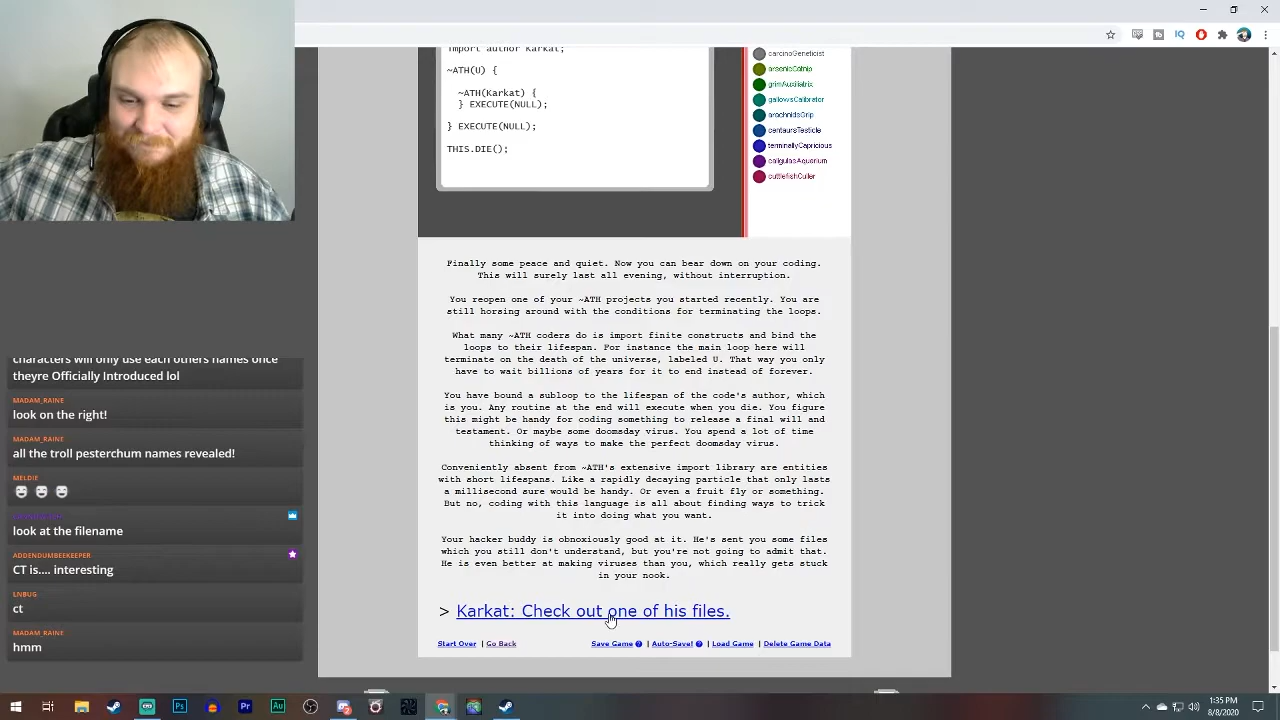 import author Karkat;
~ATH(U) {
~ATH(Karkat) {
} EXECUTE(NULL);
} EXECUTE(NULL);
THIS.DIE();
carcinoGeneticist
arsenicCatnip
grimAuxiliatrix
gallowsCalibrator
arachnidsGrip
centaursTesticle
terminallyCapricious
caligulasAquarium
cuttlefishCuller
Finally some peace and quiet. Now you can bear down on your coding.
This will surely last all evening, without interruption.
You reopen one of your ~ATH projects you started recently. You are
still horsing around with the conditions for terminating the loops.
What many ~ATH coders do is import finite constructs and bind the
loops to their lifespan. For instance the main loop here will
terminate on the death of the universe, labeled U. That way you only
have to wait billions of years for it to end instead of forever.
You have bound a subloop to the lifespan of the code's author, which
is you. Any routine at the end will execute when you die. You figure
this might be handy for coding something to release a final will and
testament. Or maybe some doomsday virus. You spend a lot of time
thinking of ways to make the perfect doomsday virus.
Conveniently absent from ~ATH's extensive import library are entities
with short lifespans. Like a rapidly decaying particle that only lasts
a millisecond sure would be handy. Or even a fruit fly or something.
But no, coding with this language is all about finding ways to trick
it into doing what you want.
Your hacker buddy is obnoxiously good at it. He's sent you some files
which you still don't understand, but you're not going to admit that.
He is even better at making viruses than you, which really gets stuck
in your nook.
> Karkat: Check out one of his files.
Start Over | Go Back
Save Game ? | Auto-Save! ? | Load Game | Delete Game Data
characters will only use each others names once
theyre Officially Introduced lol
MADAM_RAINE
look on the right!
MADAM_RAINE
all the troll pesterchum names revealed!
MELDIE
look at the filename
ADDENDUMBEEKEEPER
CT is.... interesting
LNBUG
ct
MADAM_RAINE
hmm
IQ
Ps
Pr
Au
1:35 PM
8/8/2020